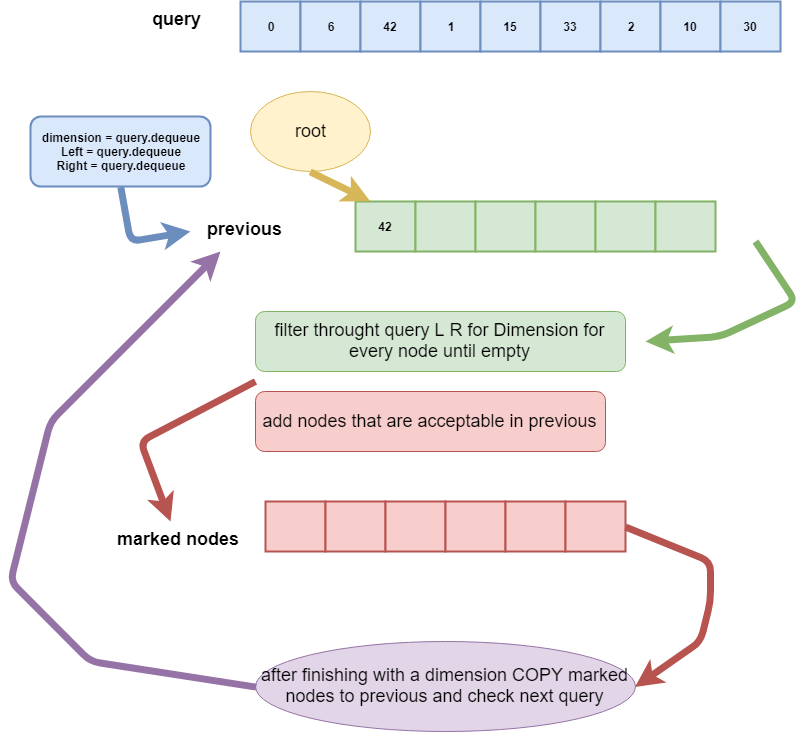 query
0 6 42 1 15 33 2 10 30
root
dimension = query.dequeue
Left = query.dequeue
Right = query.dequeue
previous
42
filter throught query L R for Dimension for
every node until empty
add nodes that are acceptable in previous
marked nodes
after finishing with a dimension COPY marked
nodes to previous and check next query